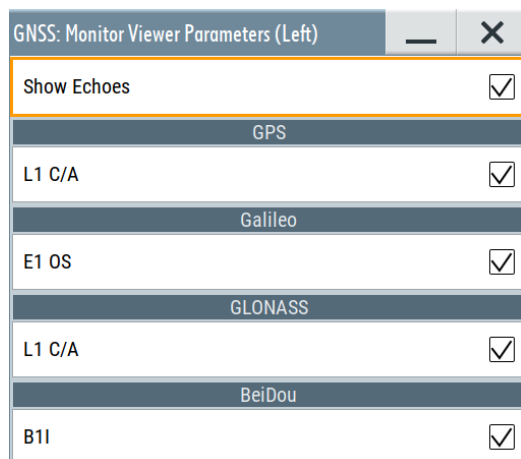 GNSS: Monitor Viewer Parameters (Left)
Show Echoes
GPS
L1 C/A
Galileo
E1 OS
GLONASS
L1 C/A
BeiDou
B1I